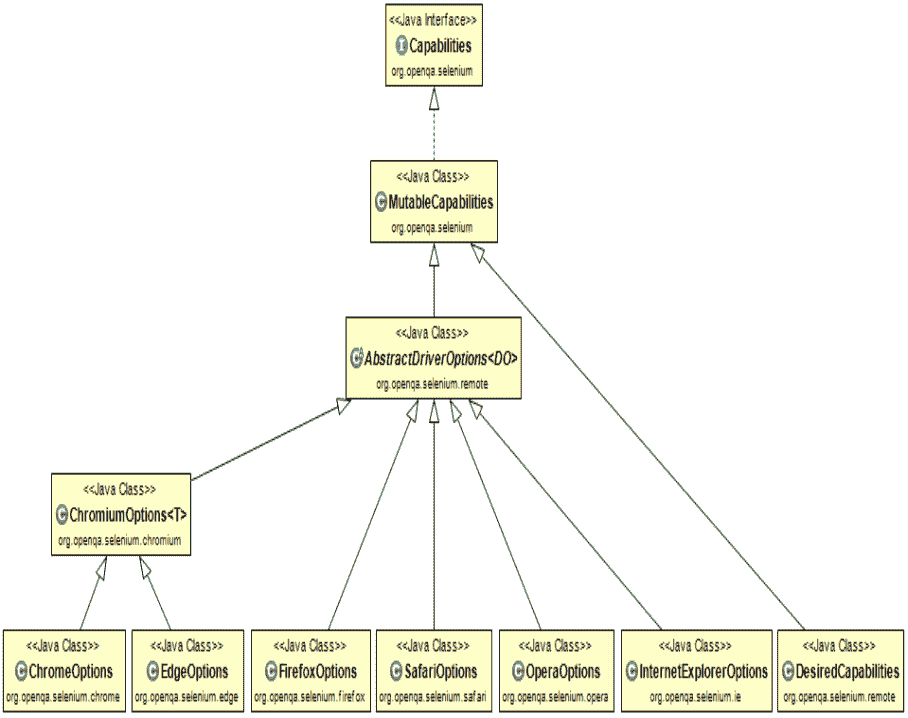 <<Java Interface>>
Capabilities
org.openqa.selenium
<<Java Class>>
MutableCapabilities
org.openqa.selenium
<<Java Class>>
AbstractDriverOptions<DO>
org.openqa.selenium.remote
<<Java Class>>
ChromiumOptions<T>
org.openqa.selenium.chromium
<<Java Class>>
ChromeOptions
org.openqa.selenium.chrome
<<Java Class>>
EdgeOptions
org.openqa.selenium.edge
<<Java Class>>
FirefoxOptions
org.openqa.selenium.firefox
<<Java Class>>
SafariOptions
org.openqa.selenium.safari
<<Java Class>>
OperaOptions
org.openqa.selenium.opera
<<Java Class>>
InternetExplorerOptions
org.openqa.selenium.ie
<<Java Class>>
DesiredCapabilities
org.openqa.selenium.remote